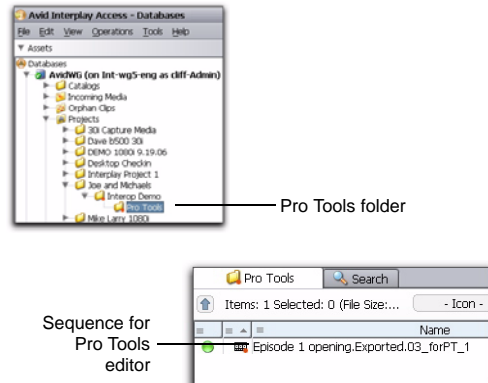 Avid Interplay Access - Databases
File Edit View Operations Tools Help
Assets
Databases
AvidWG (on Int-wg5-eng as cliff-Admin)
Catalogs
Incoming Media
Orphan Clips
Projects
30i Capture Media
Dave b500 30i
DEMO 1080i 9.19.06
Desktop Checkin
Interplay Project 1
Joe and Michaels
Interop Demo
Pro Tools
Mike Larry 1080i
Pro Tools folder
Pro Tools Search
Items: 1 Selected: 0 (File Size:... - Icon -
Name
Episode 1 opening.Exported.03_forPT_1
Sequence for
Pro Tools
editor